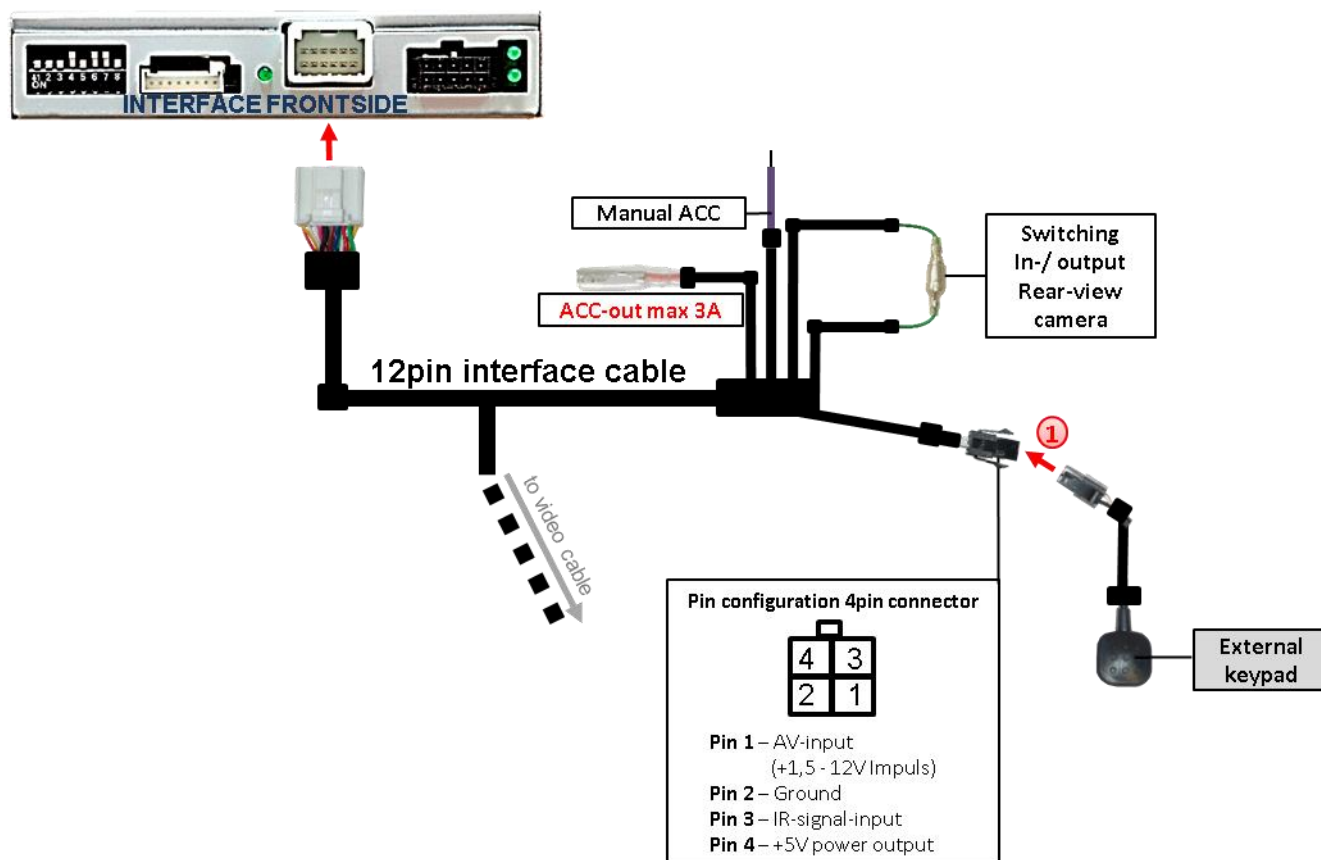 A1 2 3 4 5 6 7 8
ON
INTERFACE FRONTSIDE
Manual ACC
ACC-out max 3A
Switching
In-/ output
Rear-view
camera
12pin interface cable
1
to video cable
Pin configuration 4pin connector
4 3
2 1
Pin 1 – AV-input
(+1,5 - 12V Impuls)
Pin 2 – Ground
Pin 3 – IR-signal-input
Pin 4 – +5V power output
External
keypad